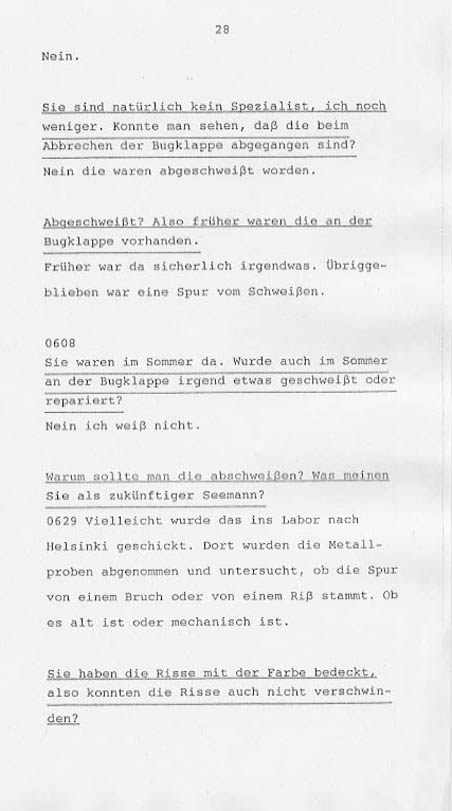 28
Nein.
Sie sind natürlich kein Spezialist, ich noch
weniger. Konnte man sehen, daß die beim
Abbrechen der Bugklappe abgegangen sind?
Nein die waren abgeschweißt worden.
Abgeschweißt? Also früher waren die an der
Bugklappe vorhanden.
Früher war da sicherlich irgendwas. Übrigge-
blieben war eine Spur vom Schweißen.
0608
Sie waren im Sommer da. Wurde auch im Sommer
an der Bugklappe irgend etwas geschweißt oder
repariert?
Nein ich weiß nicht.
Warum sollte man die abschweißen? Was meinen
Sie als zukünftiger Seemann?
0629 Vielleicht wurde das ins Labor nach
Helsinki geschickt. Dort wurden die Metall-
proben abgenommen und untersucht, ob die Spur
von einem Bruch oder von einem Riß stammt. Ob
es alt ist oder mechanisch ist.
Sie haben die Risse mit der Farbe bedeckt,
also konnten die Risse auch nicht verschwin-
den?